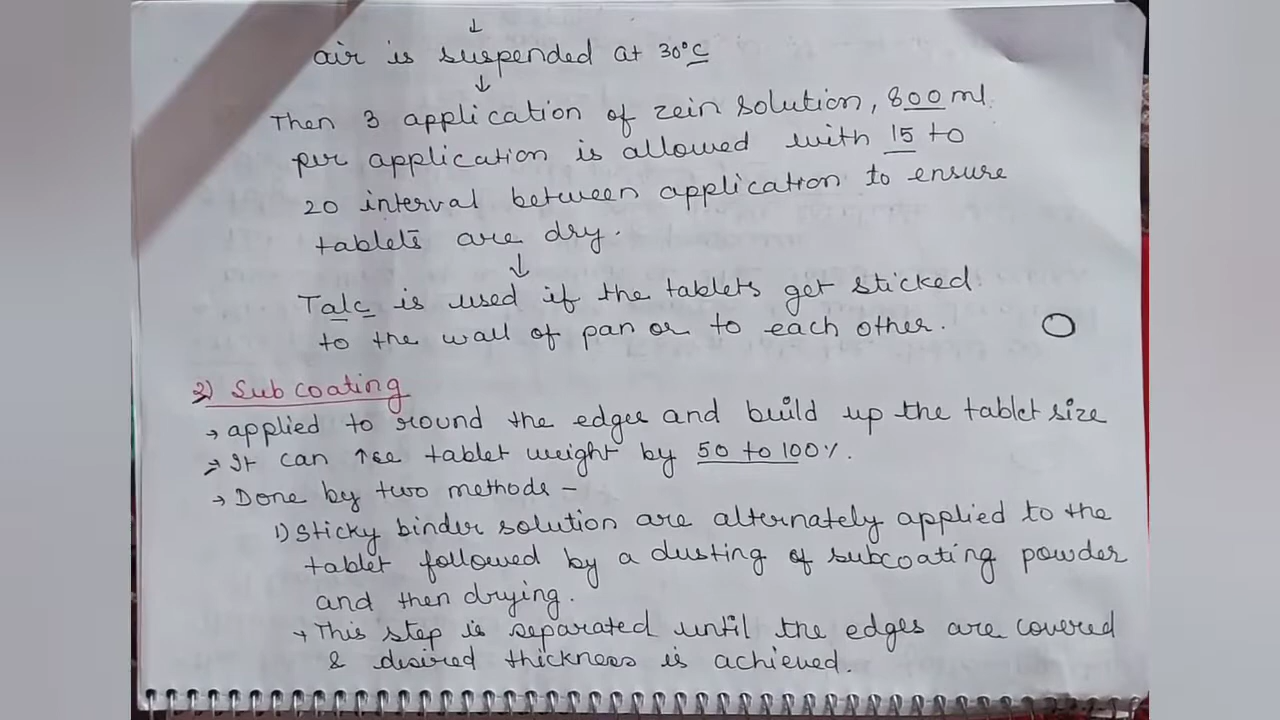 ↓
air is suspended at 30°C
↓
Then 3 application of zein solution, 800 ml
per application is allowed with 15 to
20 interval between application to ensure
tablets are dry.
↓
Talc is used if the tablets get sticked
to the wall of pan or to each other.
2) Sub coating
→ applied to round the edges and build up the tablet size
→ It can ↑se tablet weight by 50 to 100%.
→ Done by two methods -
1) Sticky binder solution are alternately applied to the
tablet followed by a dusting of subcoating powder
and then drying.
→ This step is separated until the edges are covered
& desired thickness is achieved.